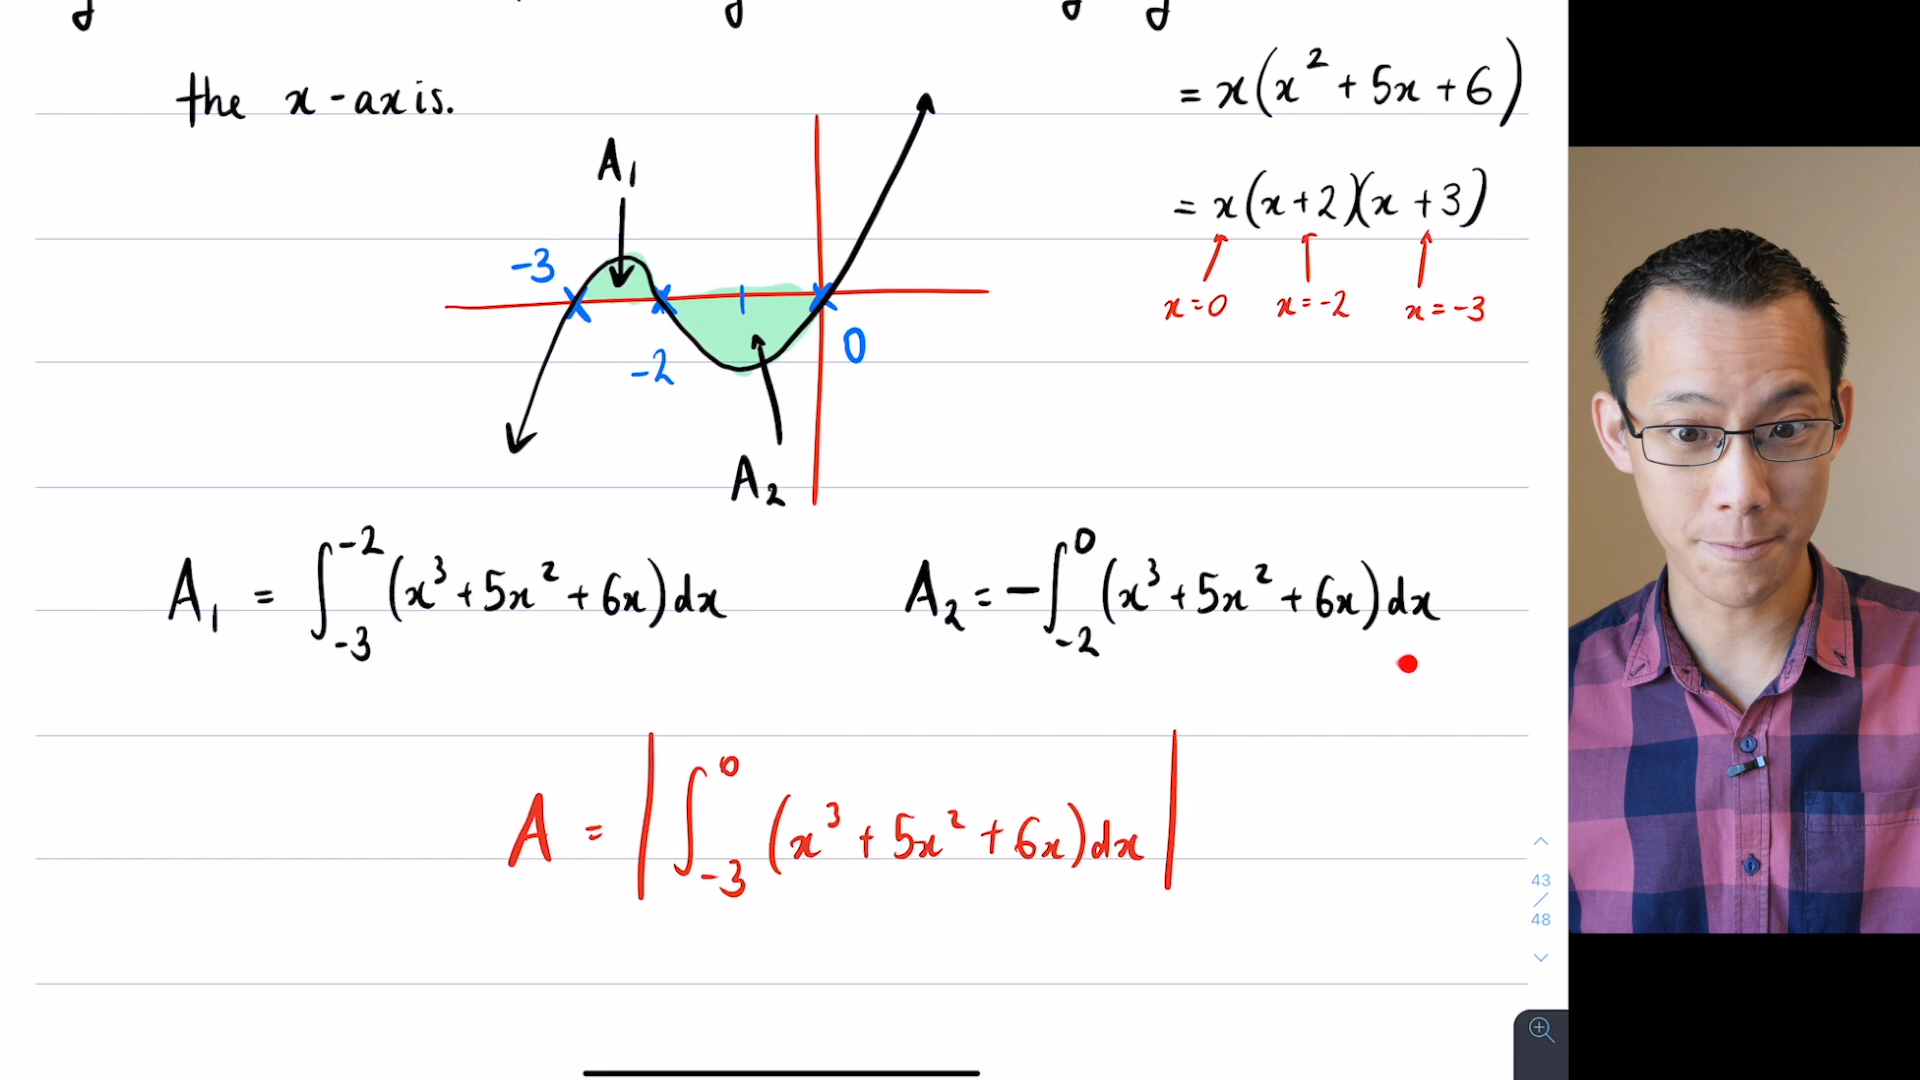 the x-axis.
= x(x² + 5x + 6)
A₁
= x(x+2)(x+3)
-3
x=0 x=-2 x=-3
-2
0
A₂
A₁ = ∫₋₃⁻² (x³ + 5x² + 6x) dx
A₂ = -∫₋₂⁰ (x³ + 5x² + 6x) dx
A = | ∫₋₃⁰ (x³ + 5x² + 6x) dx |
43
/
48